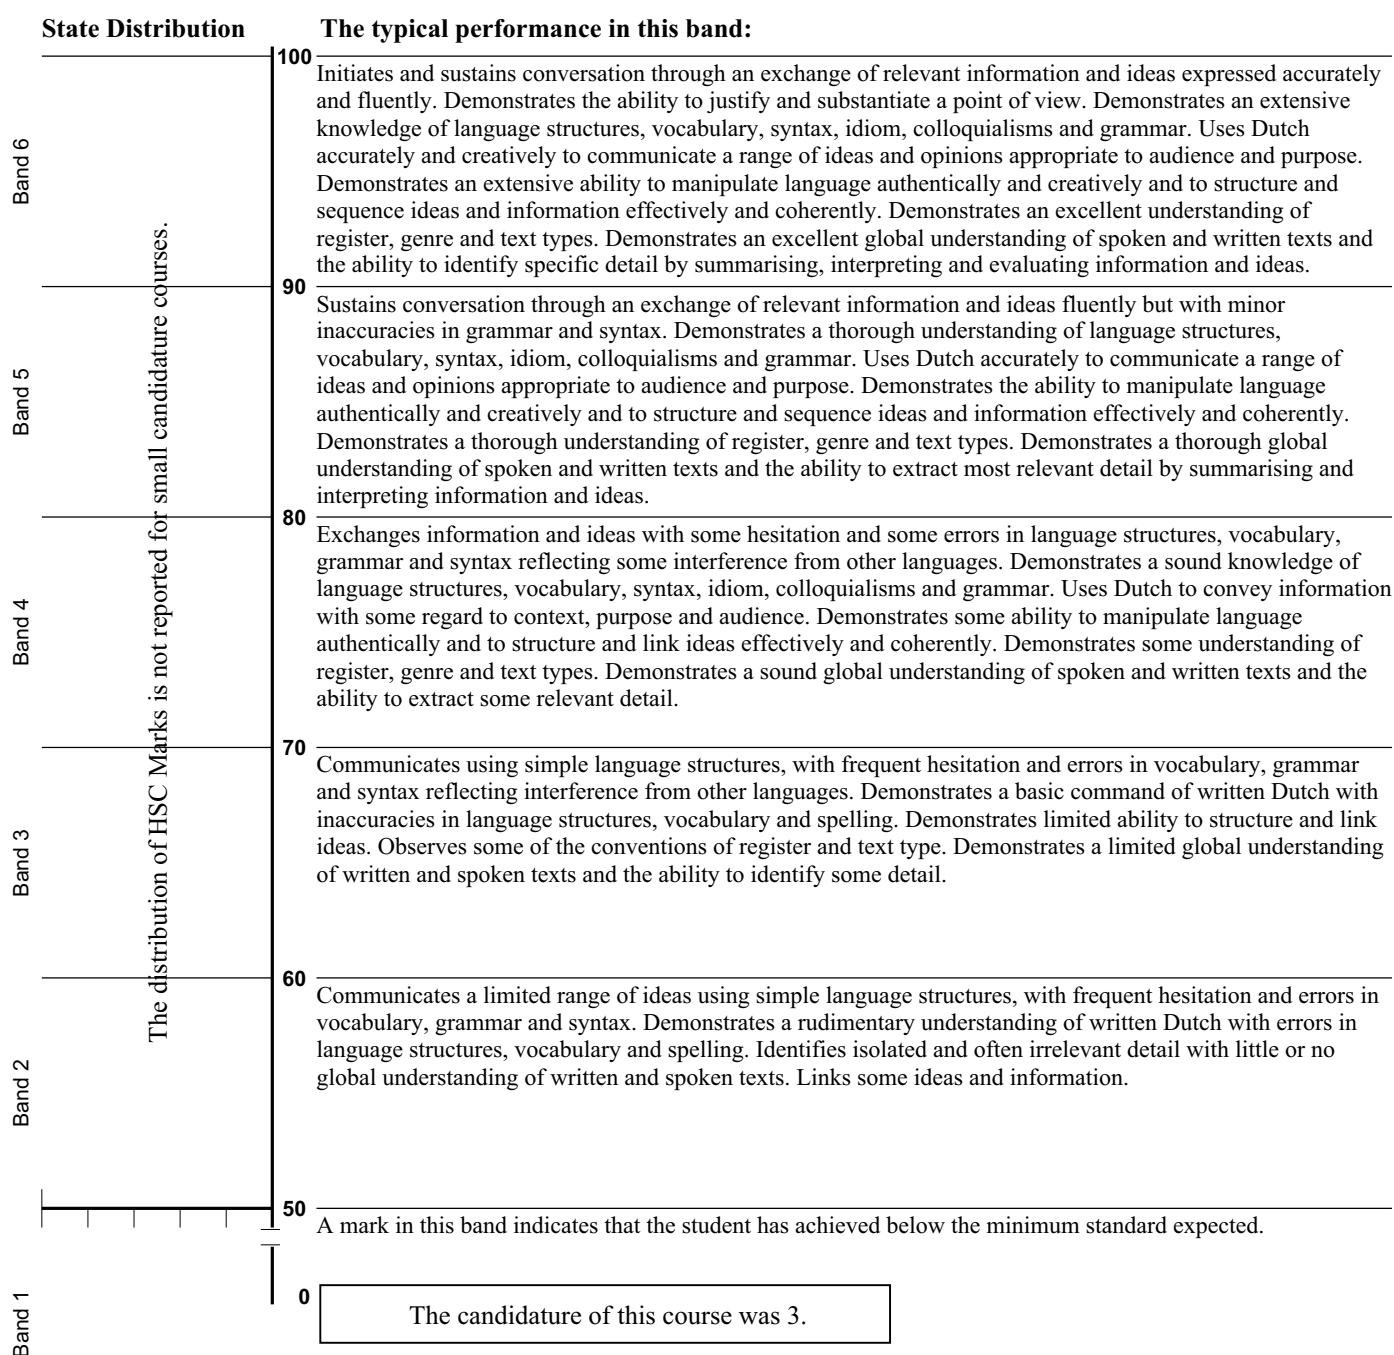 State Distribution
The typical performance in this band:
100
Band 6
Initiates and sustains conversation through an exchange of relevant information and ideas expressed accurately
and fluently. Demonstrates the ability to justify and substantiate a point of view. Demonstrates an extensive
knowledge of language structures, vocabulary, syntax, idiom, colloquialisms and grammar. Uses Dutch
accurately and creatively to communicate a range of ideas and opinions appropriate to audience and purpose.
Demonstrates an extensive ability to manipulate language authentically and creatively and to structure and
sequence ideas and information effectively and coherently. Demonstrates an excellent understanding of
register, genre and text types. Demonstrates an excellent global understanding of spoken and written texts and
the ability to identify specific detail by summarising, interpreting and evaluating information and ideas.
The distribution of HSC Marks is not reported for small candidature courses.
90
Band 5
Sustains conversation through an exchange of relevant information and ideas fluently but with minor
inaccuracies in grammar and syntax. Demonstrates a thorough understanding of language structures,
vocabulary, syntax, idiom, colloquialisms and grammar. Uses Dutch accurately to communicate a range of
ideas and opinions appropriate to audience and purpose. Demonstrates the ability to manipulate language
authentically and creatively and to structure and sequence ideas and information effectively and coherently.
Demonstrates a thorough understanding of register, genre and text types. Demonstrates a thorough global
understanding of spoken and written texts and the ability to extract most relevant detail by summarising and
interpreting information and ideas.
80
Band 4
Exchanges information and ideas with some hesitation and some errors in language structures, vocabulary,
grammar and syntax reflecting some interference from other languages. Demonstrates a sound knowledge of
language structures, vocabulary, syntax, idiom, colloquialisms and grammar. Uses Dutch to convey information
with some regard to context, purpose and audience. Demonstrates some ability to manipulate language
authentically and to structure and link ideas effectively and coherently. Demonstrates some understanding of
register, genre and text types. Demonstrates a sound global understanding of spoken and written texts and the
ability to extract some relevant detail.
70
Band 3
Communicates using simple language structures, with frequent hesitation and errors in vocabulary, grammar
and syntax reflecting interference from other languages. Demonstrates a basic command of written Dutch with
inaccuracies in language structures, vocabulary and spelling. Demonstrates limited ability to structure and link
ideas. Observes some of the conventions of register and text type. Demonstrates a limited global understanding
of written and spoken texts and the ability to identify some detail.
60
Band 2
Communicates a limited range of ideas using simple language structures, with frequent hesitation and errors in
vocabulary, grammar and syntax. Demonstrates a rudimentary understanding of written Dutch with errors in
language structures, vocabulary and spelling. Identifies isolated and often irrelevant detail with little or no
global understanding of written and spoken texts. Links some ideas and information.
50
A mark in this band indicates that the student has achieved below the minimum standard expected.
Band 1
0
The candidature of this course was 3.